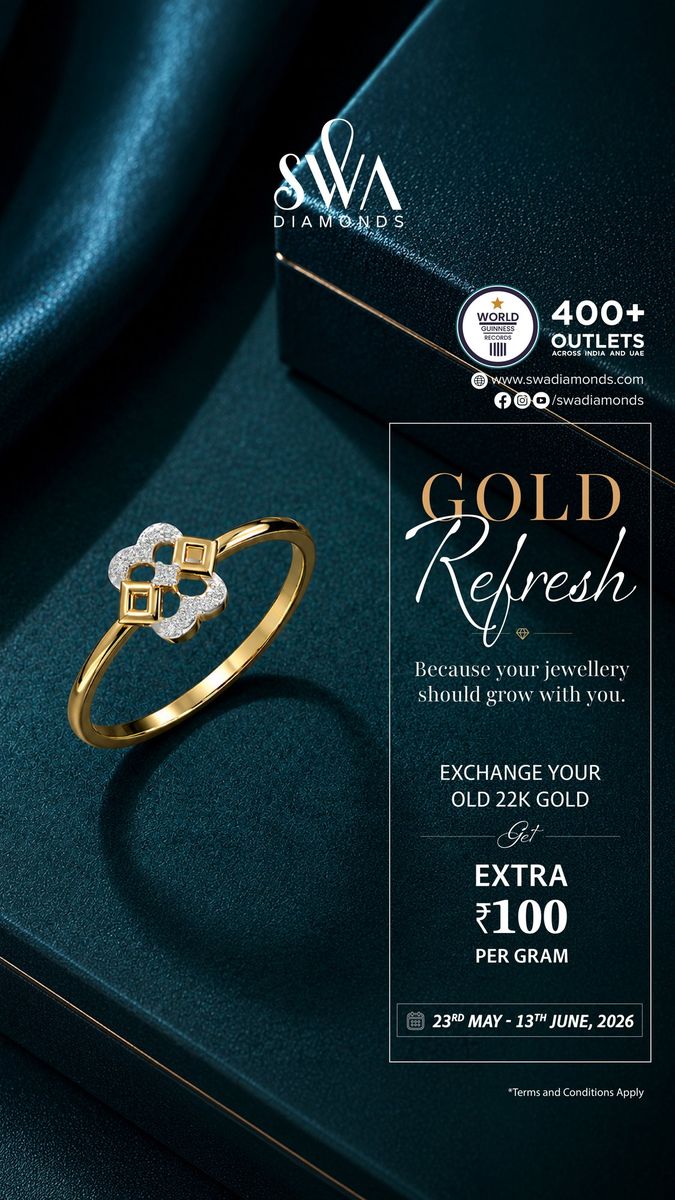 SWA
DIAMONDS
WORLD
GUINNESS
RECORDS
400+
OUTLETS
ACROSS INDIA AND UAE
www.swadiamonds.com
/swadiamonds
GOLD
Refresh
Because your jewellery
should grow with you.
EXCHANGE YOUR
OLD 22K GOLD
Get
EXTRA
₹100
PER GRAM
23RD MAY - 13TH JUNE, 2026
*Terms and Conditions Apply